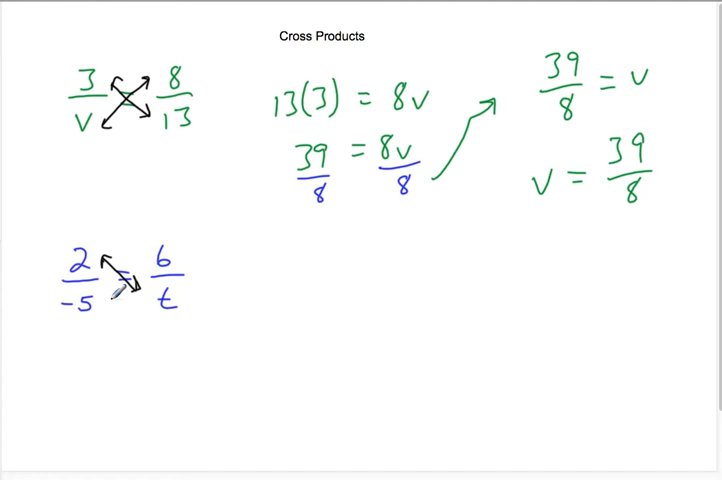 Cross Products
3/v = 8/13
13(3) = 8v
39/8 = 8v/8
39/8 = v
v = 39/8
2/-5 = 6/t